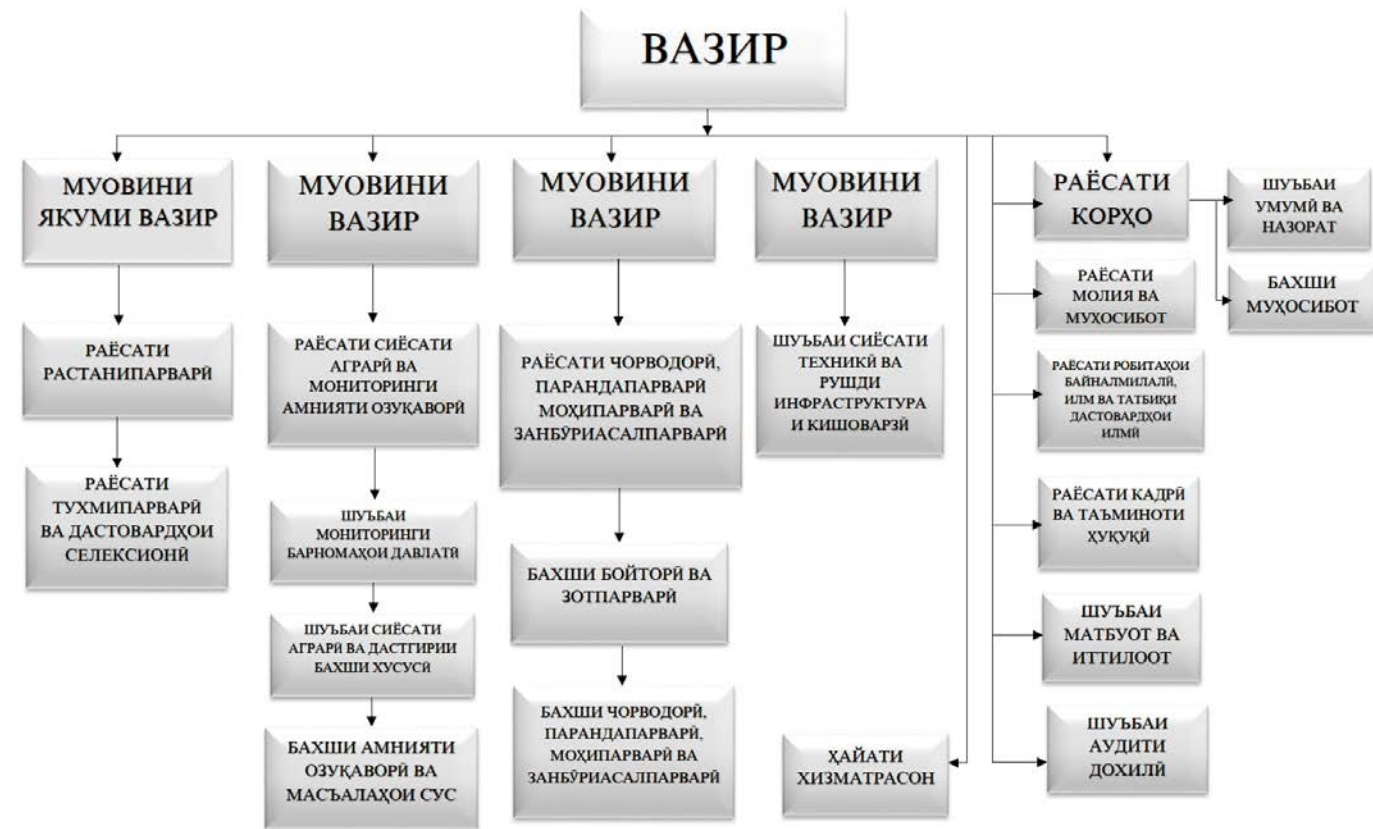 ВАЗИР
МУОВИНИ
ЯКУМИ ВАЗИР
РАЁСАТИ
РАСТАНИПАРВАРӢ
РАЁСАТИ
ТУХМИПАРВАРӢ
ВА ДАСТОВАРДҲОИ
СЕЛЕКСИОНӢ
МУОВИНИ
ВАЗИР
РАЁСАТИ СИЁСАТИ
АГРАРӢ ВА
МОНИТОРИНГИ
АМНИЯТИ ОЗУҚАВОРӢ
ШУЪБАИ
МОНИТОРИНГИ
БАРНОМАҲОИ ДАВЛАТӢ
ШУЪБАИ СИЁСАТИ
АГРАРӢ ВА ДАСТГИРИИ
БАХШИ ХУСУСӢ
БАХШИ АМНИЯТИ
ОЗУҚАВОРӢ ВА
МАСЪАЛАҲОИ СУС
МУОВИНИ
ВАЗИР
РАЁСАТИ ЧОРВОДОРӢ,
ПАРАНДАПАРВАРӢ
МОҲИПАРВАРӢ ВА
ЗАНБӮРИАСАЛПАРВАРӢ
БАХШИ БОЙТОРӢ ВА
ЗОТПАРВАРӢ
БАХШИ ЧОРВОДОРӢ,
ПАРАНДАПАРВАРӢ,
МОҲИПАРВАРӢ ВА
ЗАНБӮРИАСАЛПАРВАРӢ
МУОВИНИ
ВАЗИР
ШУЪБАИ СИЁСАТИ
ТЕХНИКӢ ВА
РУШДИ
ИНФРАСТРУКТУРА
И КИШОВАРЗӢ
ҲАЙАТИ
ХИЗМАТРАСОН
РАЁСАТИ
КОРҲО
ШУЪБАИ
УМУМӢ ВА
НАЗОРАТ
БАХШИ
МУҲОСИБОТ
РАЁСАТИ
МОЛИЯ ВА
МУҲОСИБОТ
РАЁСАТИ РОБИТАҲОИ
БАЙНАЛМИЛАЛӢ,
ИЛМ ВА ТАТБИҚИ
ДАСТОВАРДҲОИ
ИЛМӢ
РАЁСАТИ КАДРӢ
ВА ТАЪМИНОТИ
ҲУҚУҚӢ
ШУЪБАИ
МАТБУОТ ВА
ИТТИЛООТ
ШУЪБАИ
АУДИТИ
ДОХИЛӢ